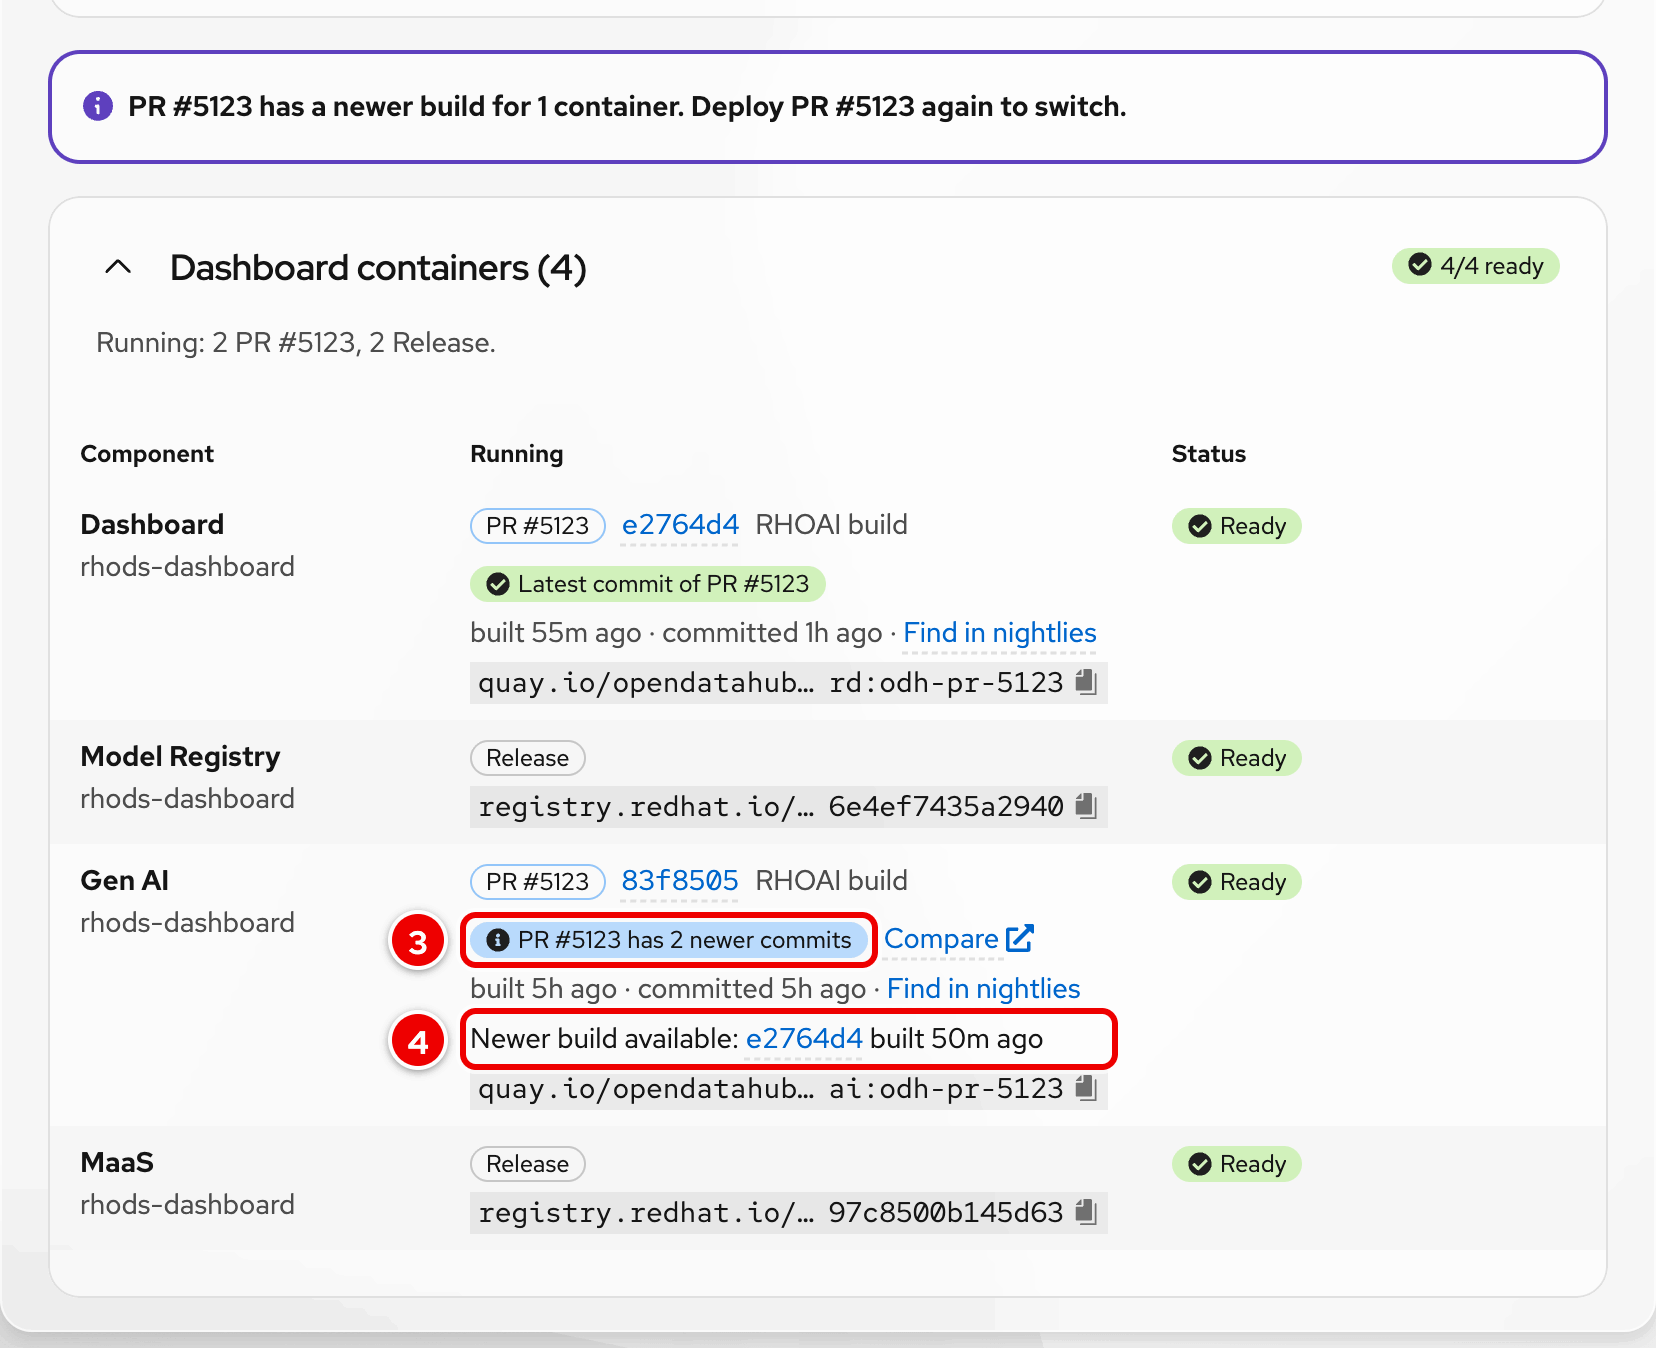 PR #5123 has a newer build for 1 container. Deploy PR #5123 again to switch.
Dashboard containers (4)
4/4 ready
Running: 2 PR #5123, 2 Release.
Component Running Status
Dashboard PR #5123 e2764d4 RHOAI build Ready
rhods-dashboard
Latest commit of PR #5123
built 55m ago · committed 1h ago · Find in nightlies
quay.io/opendatahub… rd:odh-pr-5123
Model Registry Release Ready
rhods-dashboard
registry.redhat.io/… 6e4ef7435a2940
Gen AI PR #5123 83f8505 RHOAI build Ready
rhods-dashboard
3 PR #5123 has 2 newer commits Compare
built 5h ago · committed 5h ago · Find in nightlies
4 Newer build available: e2764d4 built 50m ago
quay.io/opendatahub… ai:odh-pr-5123
MaaS Release Ready
rhods-dashboard
registry.redhat.io/… 97c8500b145d63